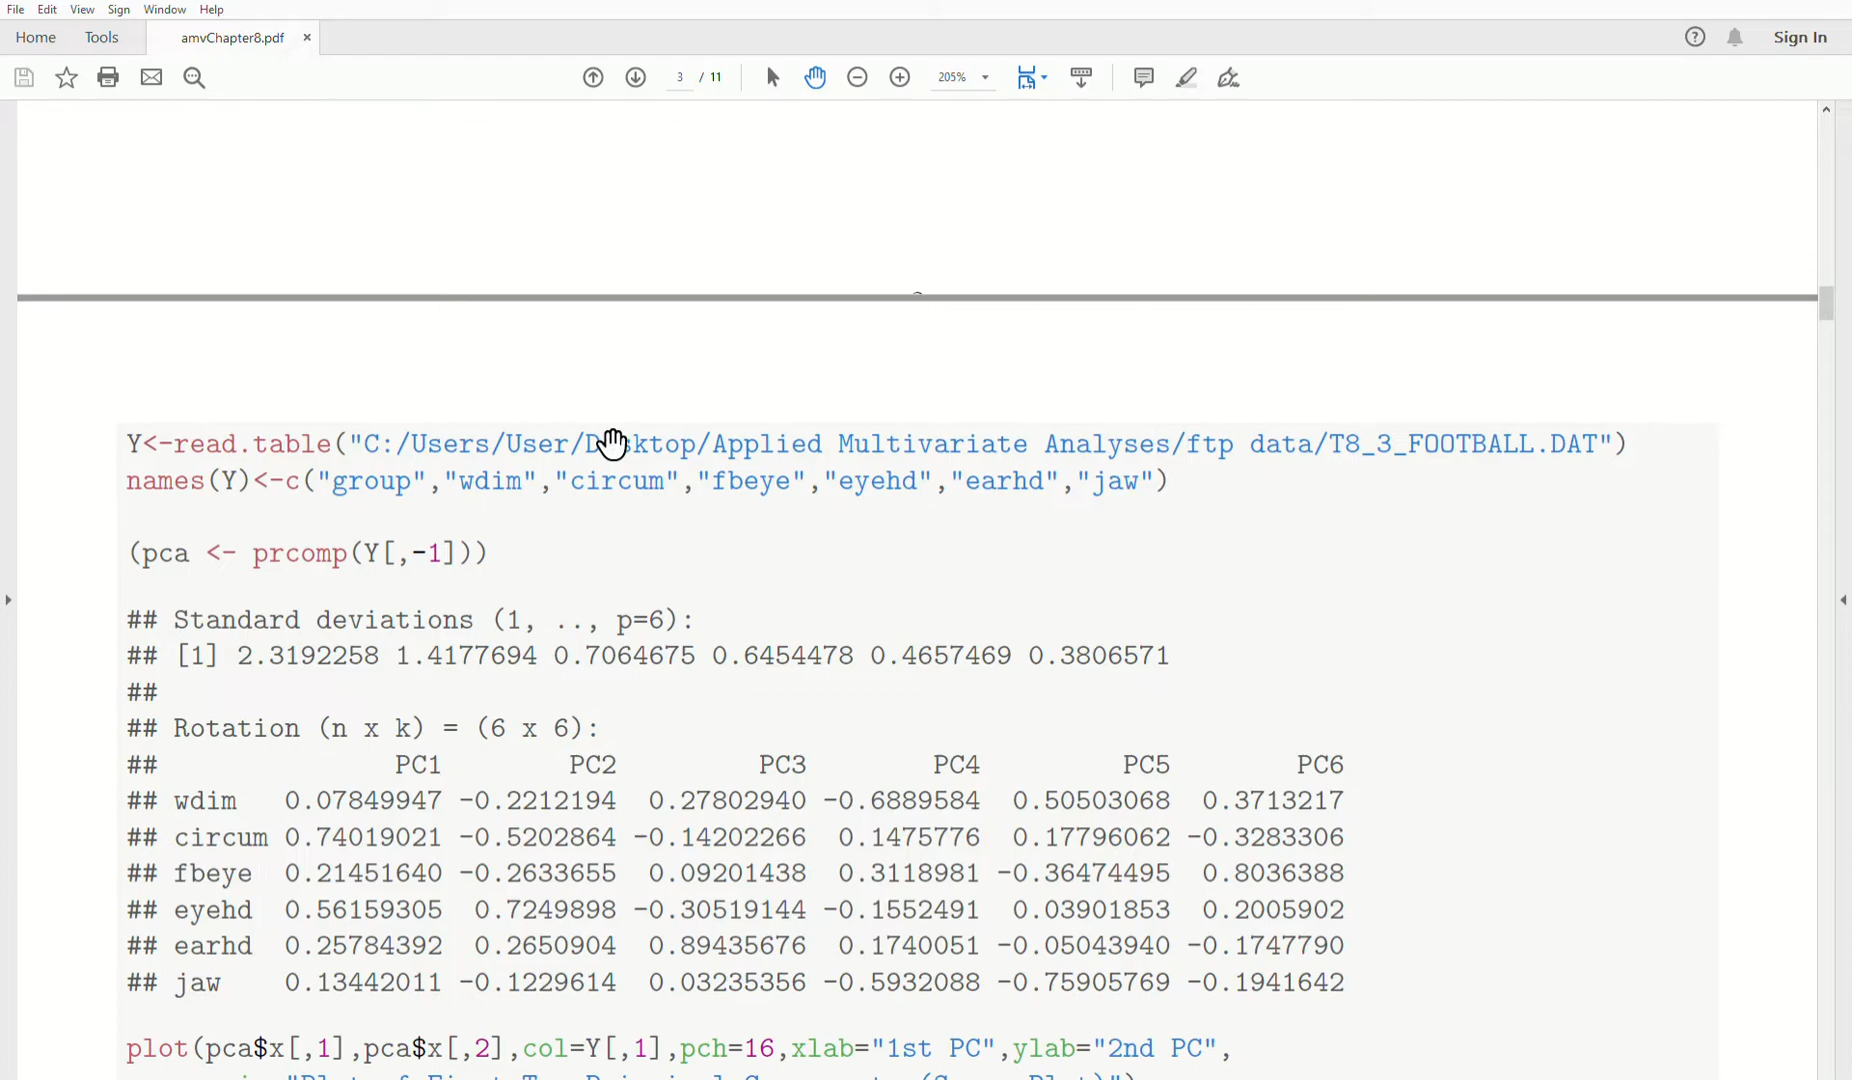 File Edit View Sign Window Help
Home Tools amvChapter8.pdf × Sign In
3 / 11 205%
Y<-read.table("C:/Users/User/Desktop/Applied Multivariate Analyses/ftp data/T8_3_FOOTBALL.DAT")
names(Y)<-c("group","wdim","circum","fbeye","eyehd","earhd","jaw")
(pca <- prcomp(Y[,-1]))
## Standard deviations (1, .., p=6):
## [1] 2.3192258 1.4177694 0.7064675 0.6454478 0.4657469 0.3806571
##
## Rotation (n x k) = (6 x 6):
## PC1 PC2 PC3 PC4 PC5 PC6
## wdim 0.07849947 -0.2212194 0.27802940 -0.6889584 0.50503068 0.3713217
## circum 0.74019021 -0.5202864 -0.14202266 0.1475776 0.17796062 -0.3283306
## fbeye 0.21451640 -0.2633655 0.09201438 0.3118981 -0.36474495 0.8036388
## eyehd 0.56159305 0.7249898 -0.30519144 -0.1552491 0.03901853 0.2005902
## earhd 0.25784392 0.2650904 0.89435676 0.1740051 -0.05043940 -0.1747790
## jaw 0.13442011 -0.1229614 0.03235356 -0.5932088 -0.75905769 -0.1941642
plot(pca$x[,1],pca$x[,2],col=Y[,1],pch=16,xlab="1st PC",ylab="2nd PC",